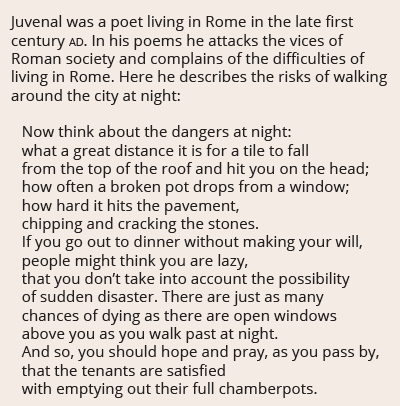 Juvenal was a poet living in Rome in the late first
century AD. In his poems he attacks the vices of
Roman society and complains of the difficulties of
living in Rome. Here he describes the risks of walking
around the city at night:
Now think about the dangers at night:
what a great distance it is for a tile to fall
from the top of the roof and hit you on the head;
how often a broken pot drops from a window;
how hard it hits the pavement,
chipping and cracking the stones.
If you go out to dinner without making your will,
people might think you are lazy,
that you don’t take into account the possibility
of sudden disaster. There are just as many
chances of dying as there are open windows
above you as you walk past at night.
And so, you should hope and pray, as you pass by,
that the tenants are satisfied
with emptying out their full chamberpots.